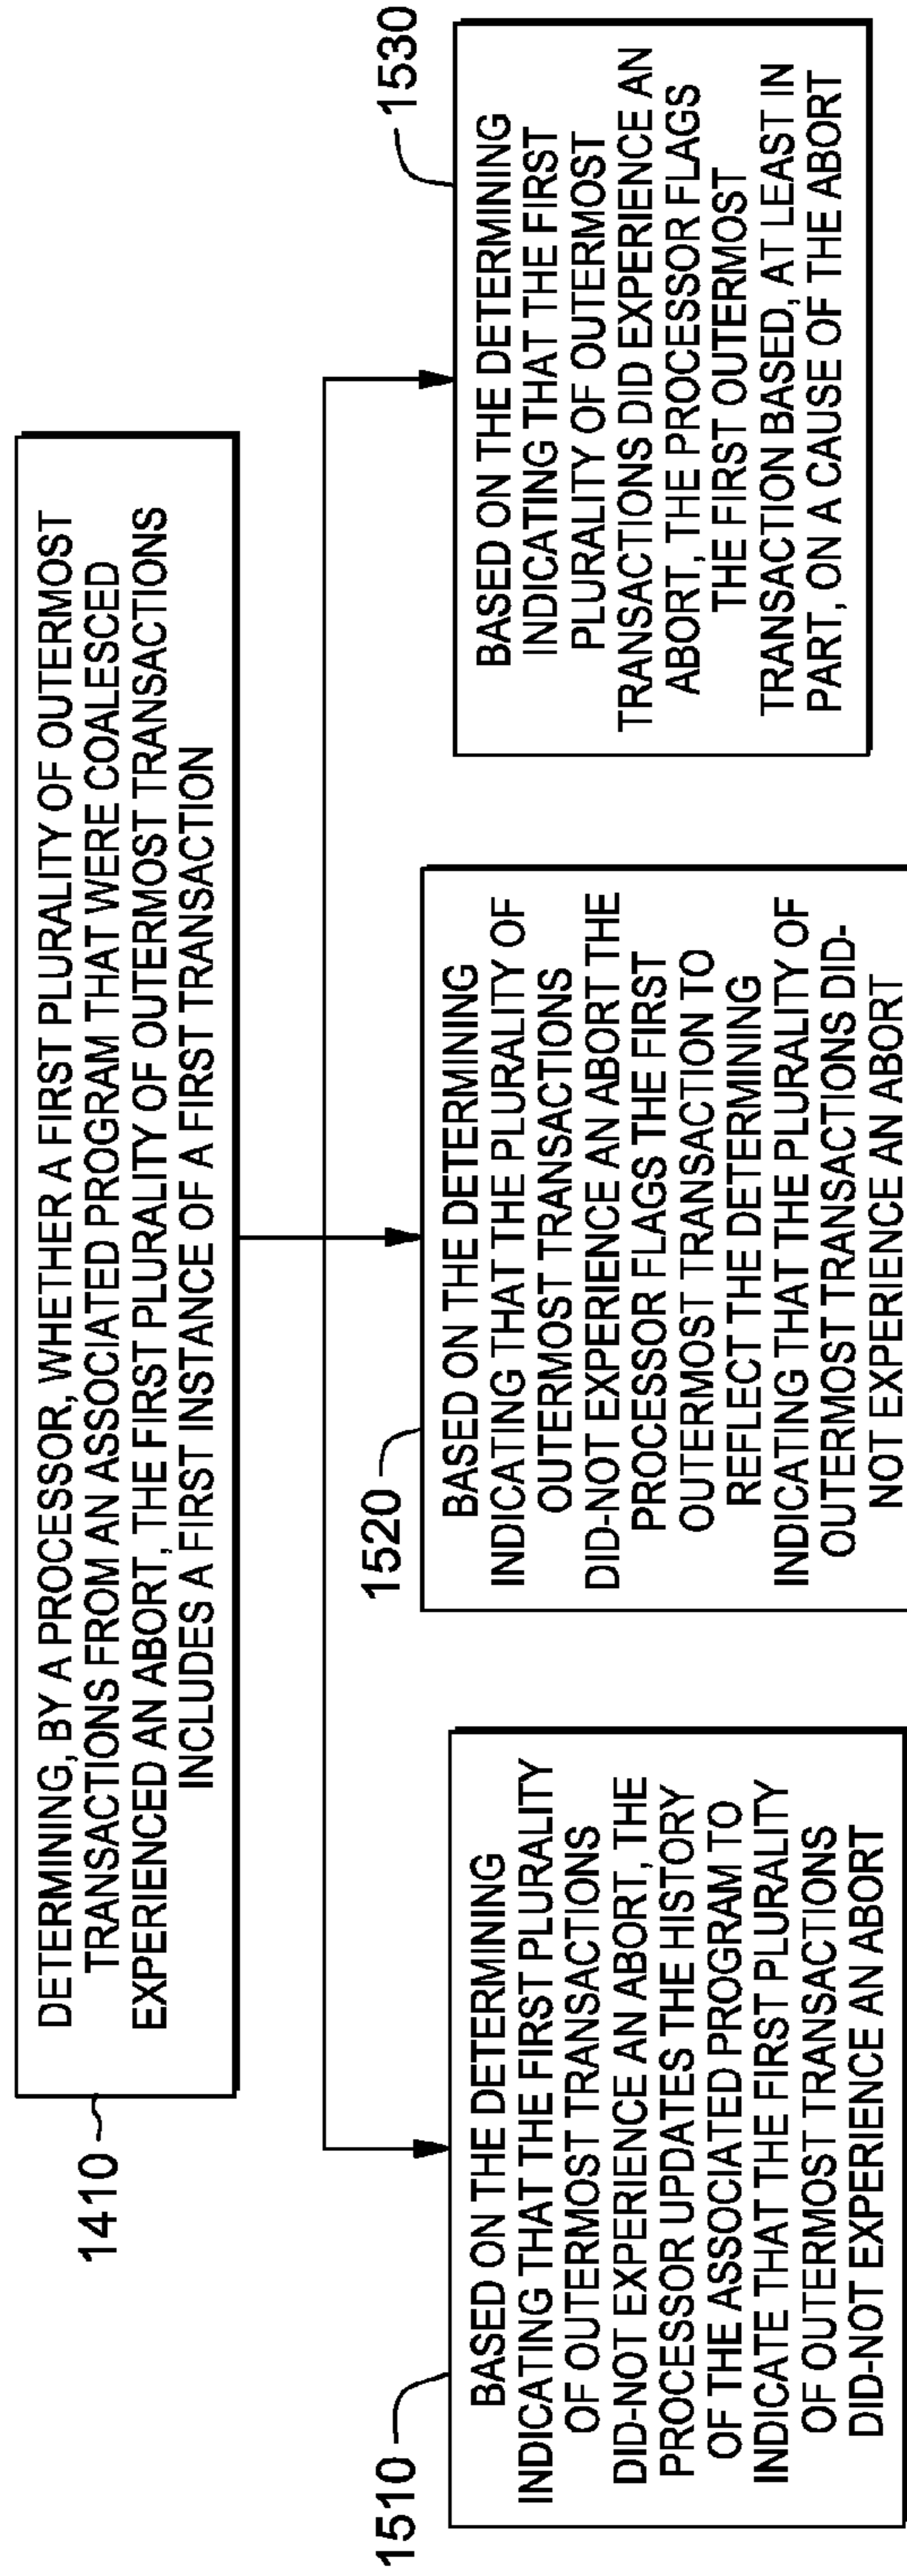 1410
DETERMINING, BY A PROCESSOR, WHETHER A FIRST PLURALITY OF OUTERMOST
TRANSACTIONS FROM AN ASSOCIATED PROGRAM THAT WERE COALESCED
EXPERIENCED AN ABORT, THE FIRST PLURALITY OF OUTERMOST TRANSACTIONS
INCLUDES A FIRST INSTANCE OF A FIRST TRANSACTION
1510
BASED ON THE DETERMINING
INDICATING THAT THE FIRST PLURALITY
OF OUTERMOST TRANSACTIONS
DID-NOT EXPERIENCE AN ABORT, THE
PROCESSOR UPDATES THE HISTORY
OF THE ASSOCIATED PROGRAM TO
INDICATE THAT THE FIRST PLURALITY
OF OUTERMOST TRANSACTIONS
DID-NOT EXPERIENCE AN ABORT
1520
BASED ON THE DETERMINING
INDICATING THAT THE PLURALITY OF
OUTERMOST TRANSACTIONS
DID-NOT EXPERIENCE AN ABORT THE
PROCESSOR FLAGS THE FIRST
OUTERMOST TRANSACTION TO
REFLECT THE DETERMINING
INDICATING THAT THE PLURALITY OF
OUTERMOST TRANSACTIONS DID-
NOT EXPERIENCE AN ABORT
1530
BASED ON THE DETERMINING
INDICATING THAT THE FIRST
PLURALITY OF OUTERMOST
TRANSACTIONS DID EXPERIENCE AN
ABORT, THE PROCESSOR FLAGS
THE FIRST OUTERMOST
TRANSACTION BASED, AT LEAST IN
PART, ON A CAUSE OF THE ABORT